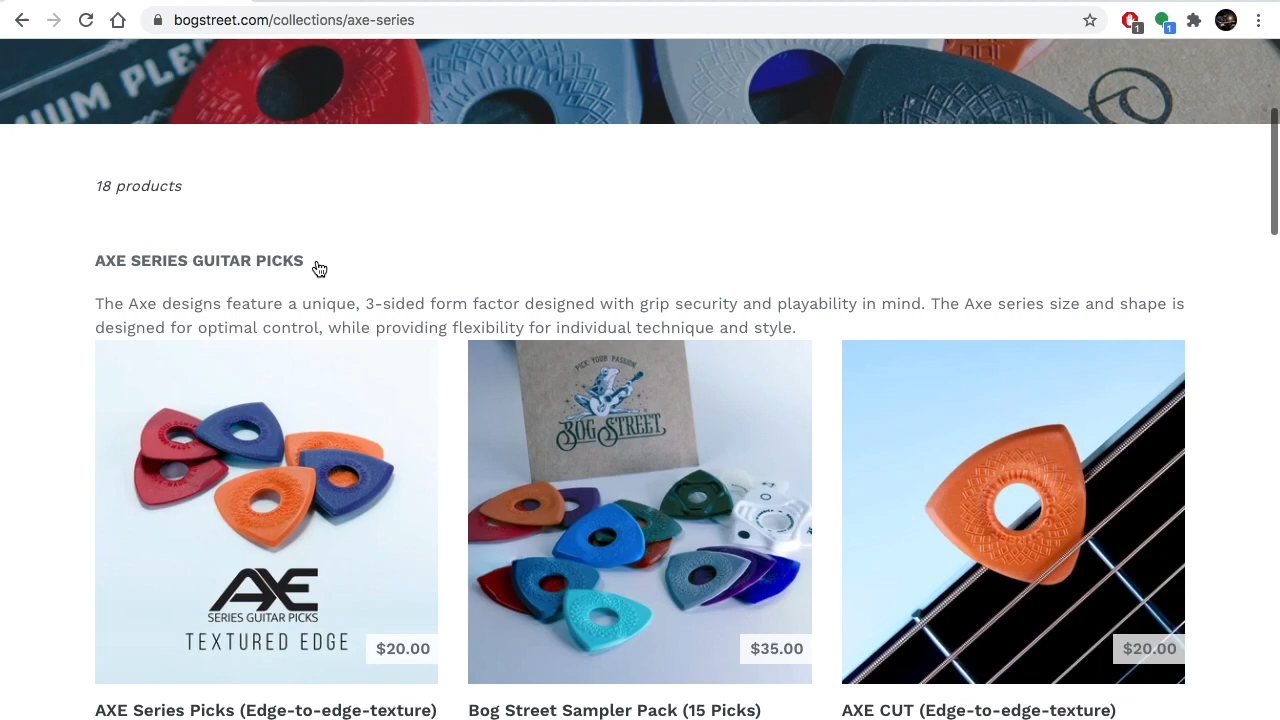 bogstreet.com/collections/axe-series
1
1
MIUM PLE
18 products
AXE SERIES GUITAR PICKS
The Axe designs feature a unique, 3-sided form factor designed with grip security and playability in mind. The Axe series size and shape is
designed for optimal control, while providing flexibility for individual technique and style.
AXE
SERIES GUITAR PICKS
TEXTURED EDGE
$20.00
PICK YOUR PASSION
BOG STREET
$35.00
$20.00
AXE Series Picks (Edge-to-edge-texture)
Bog Street Sampler Pack (15 Picks)
AXE CUT (Edge-to-edge-texture)